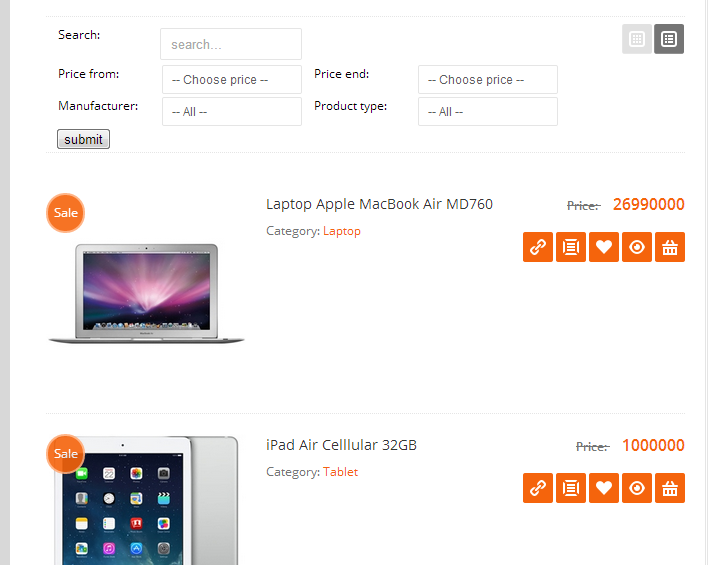 Search:
search...
Price from:
-- Choose price --
Price end:
-- Choose price --
Manufacturer:
-- All --
Product type:
-- All --
submit
Sale
Laptop Apple MacBook Air MD760
Price: 26990000
Category: Laptop
Sale
iPad Air Celllular 32GB
Price: 1000000
Category: Tablet